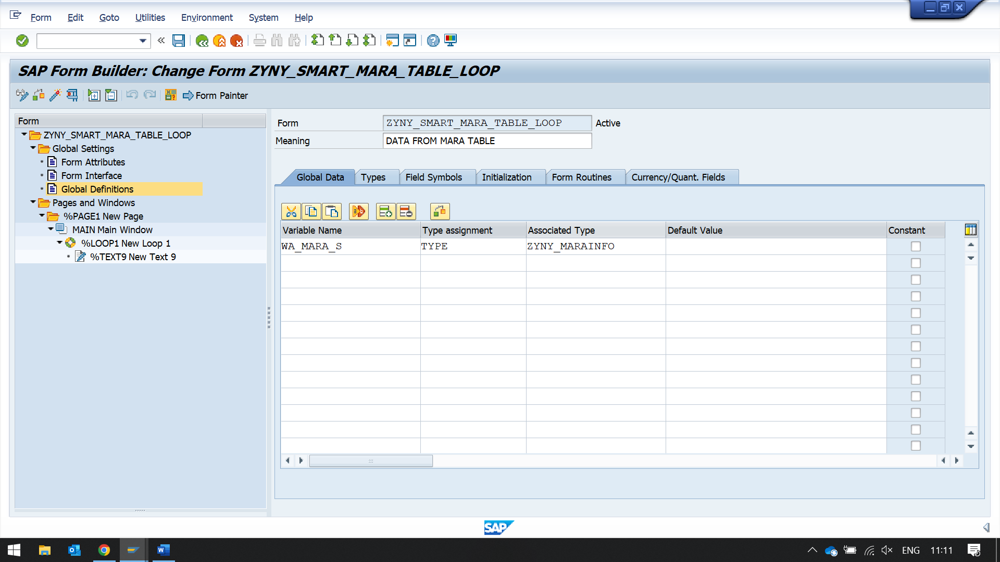 Form Edit Goto Utilities Environment System Help
SAP Form Builder: Change Form ZYNY_SMART_MARA_TABLE_LOOP
Form Painter
Form
ZYNY_SMART_MARA_TABLE_LOOP
Global Settings
Form Attributes
Form Interface
Global Definitions
Pages and Windows
%PAGE1 New Page
MAIN Main Window
%LOOP1 New Loop 1
%TEXT9 New Text 9
Form ZYNY_SMART_MARA_TABLE_LOOP Active
Meaning DATA FROM MARA TABLE
Global Data Types Field Symbols Initialization Form Routines Currency/Quant. Fields
Variable Name Type assignment Associated Type Default Value Constant
WA_MARA_S TYPE ZYNY_MARAINFO
SAP
ENG 11:11